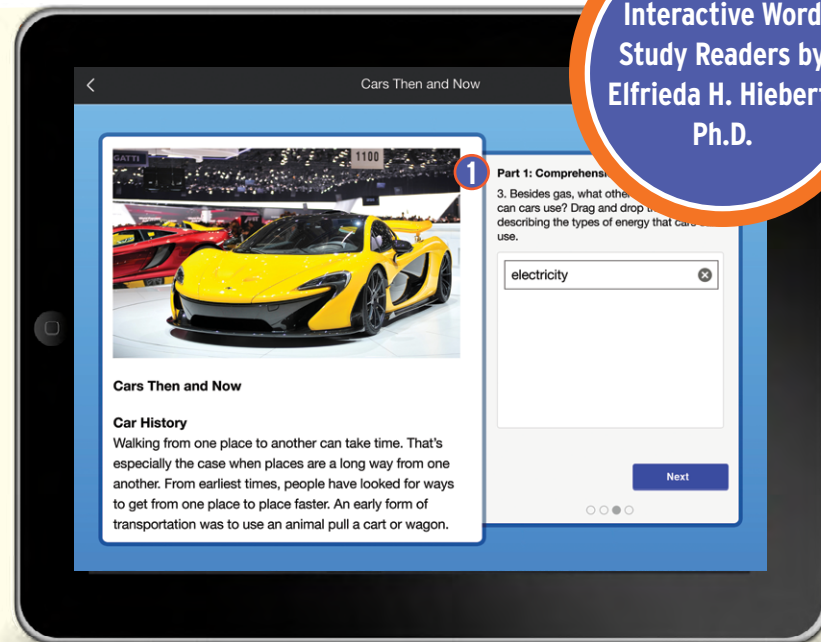 Interactive Word
Study Readers by
Elfrieda H. Hiebert
Ph.D.
Cars Then and Now
GATTI
1100
1
Part 1:
3. Besides gas, what
can cars use? Drag and drop
describing the types of energy that
use.
electricity
Next
Cars Then and Now
Car History
Walking from one place to another can take time. That's
especially the case when places are a long way from one
another. From earliest times, people have looked for ways
to get from one place to place faster. An early form of
transportation was to use an animal pull a cart or wagon.